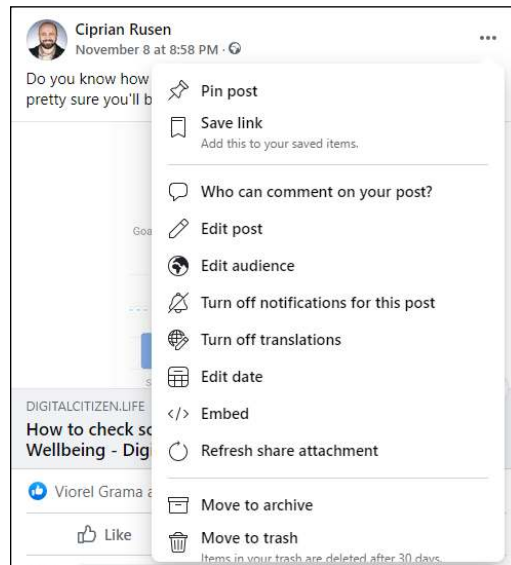 Ciprian Rusen
November 8 at 8:58 PM ·
Do you know how
pretty sure you'll b
Pin post
Save link
Add this to your saved items.
Who can comment on your post?
Goa
Edit post
Edit audience
Turn off notifications for this post
Turn off translations
Edit date
DIGITALCITIZEN.LIFE
Embed
How to check sc
Wellbeing - Digi
Refresh share attachment
Viorel Grama a
Move to archive
Like
Move to trash
Items in your trash are deleted after 30 days.